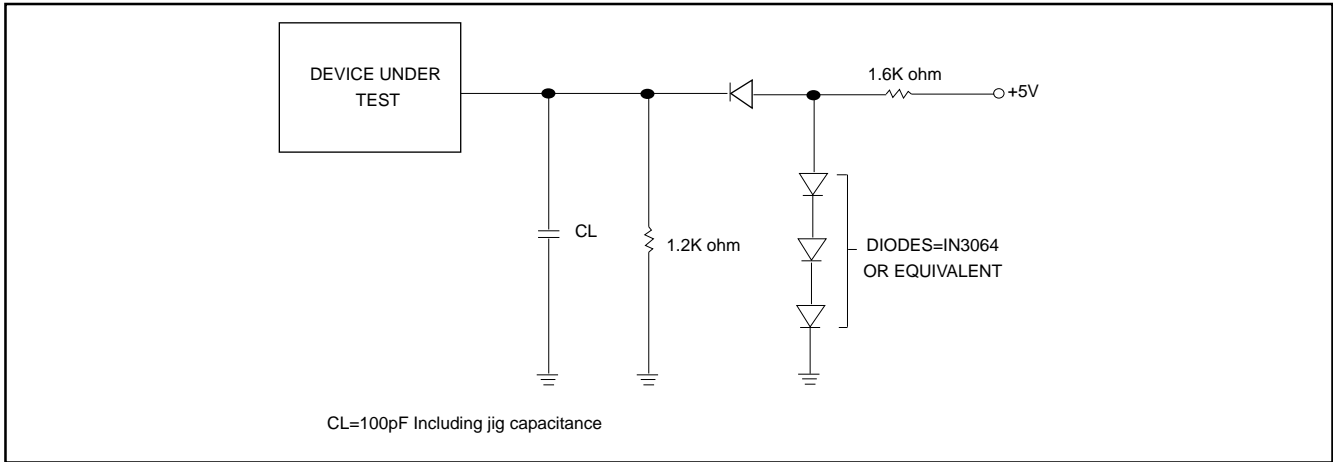 DEVICE UNDER
TEST
1.6K ohm
+5V
CL
1.2K ohm
DIODES=IN3064
OR EQUIVALENT
CL=100pF Including jig capacitance